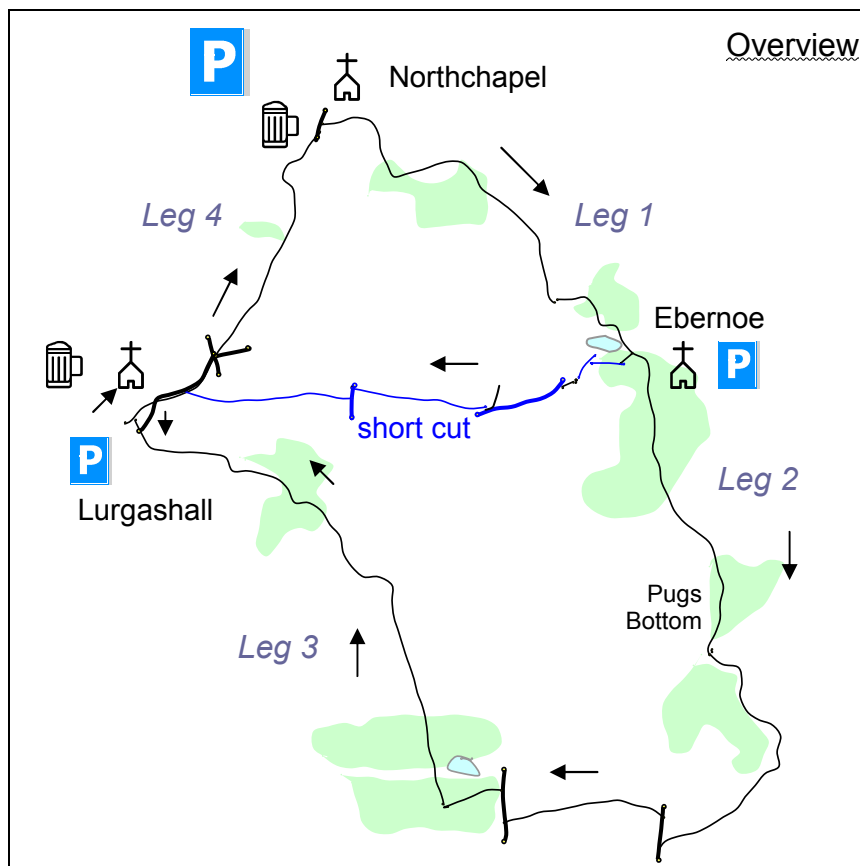 Overview
P
Northchapel
Leg 4
Leg 1
Ebernoe
P
short cut
P
Lurgashall
Leg 2
Pugs
Bottom
Leg 3